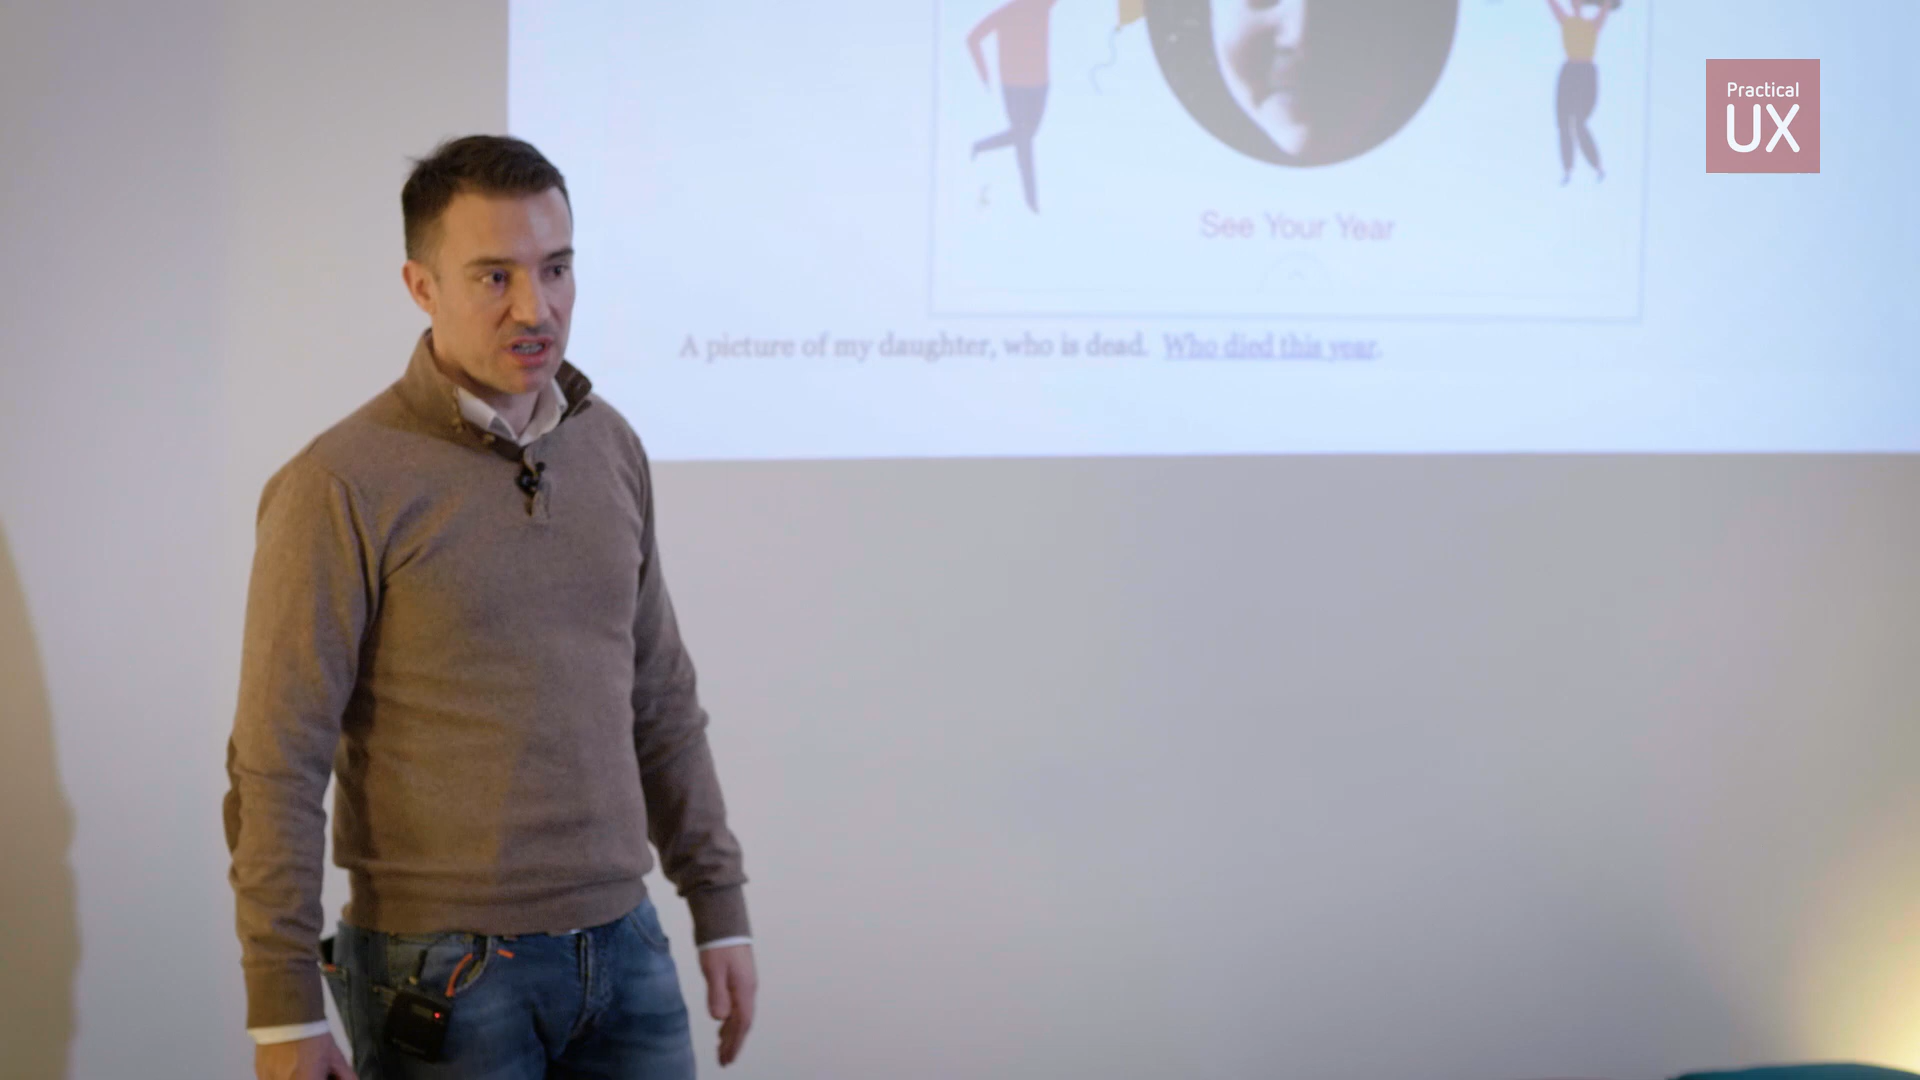 Practical
UX
See Your Year
A picture of my daughter, who is dead. Who died this year.